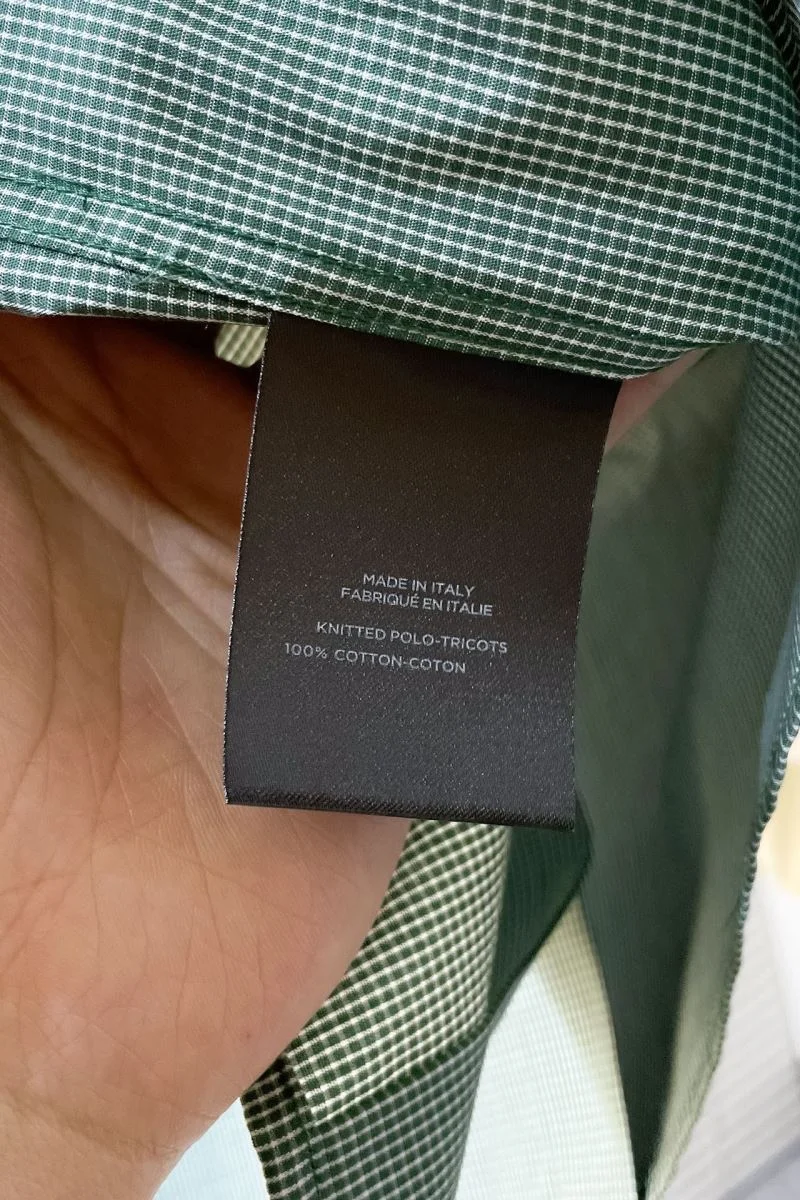 MADE IN ITALY
FABRIQUÉ EN ITALIE
KNITTED POLO-TRICOTS
100% COTTON-COTON